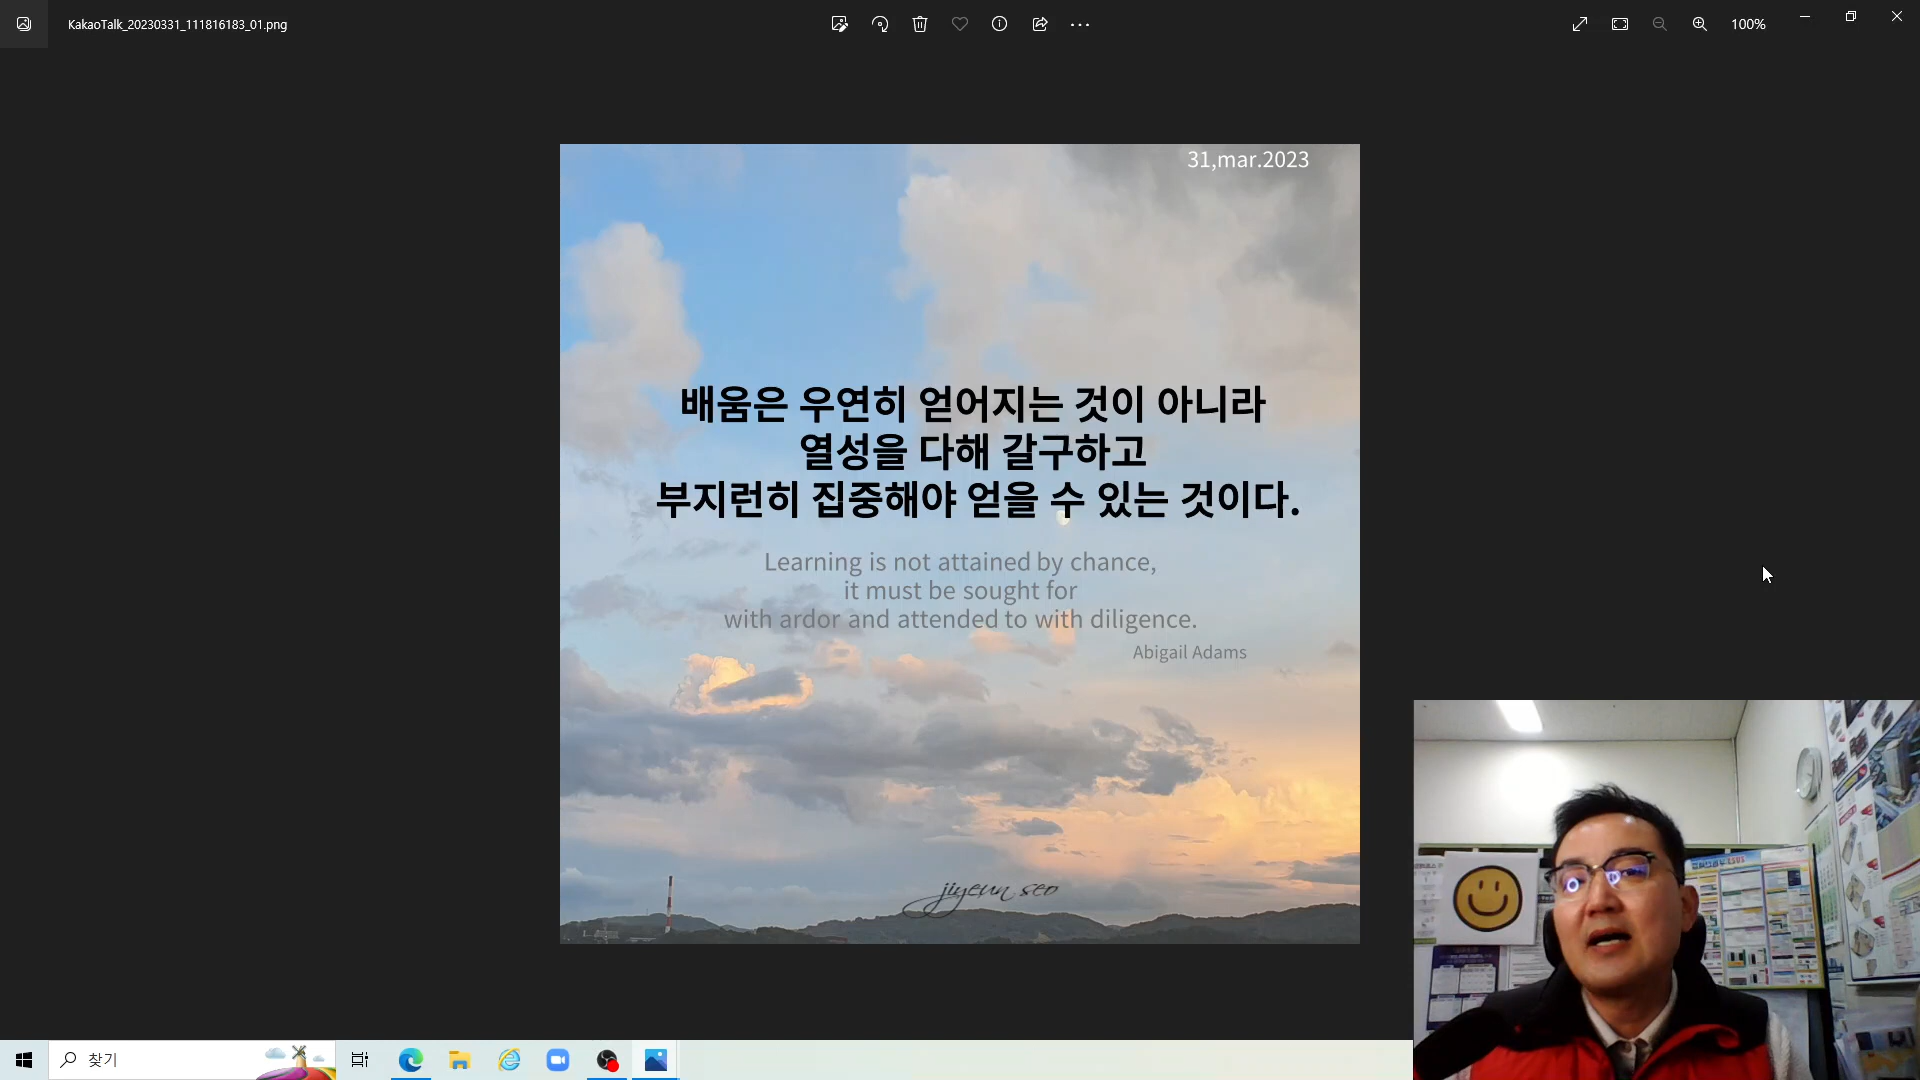 KakaoTalk_20230331_111816183_01.png
100%
31,mar.2023
배움은 우연히 얻어지는 것이 아니라
열성을 다해 갈구하고
부지런히 집중해야 얻을 수 있는 것이다.
Learning is not attained by chance,
it must be sought for
with ardor and attended to with diligence.
Abigail Adams
jiyeun seo
찾기